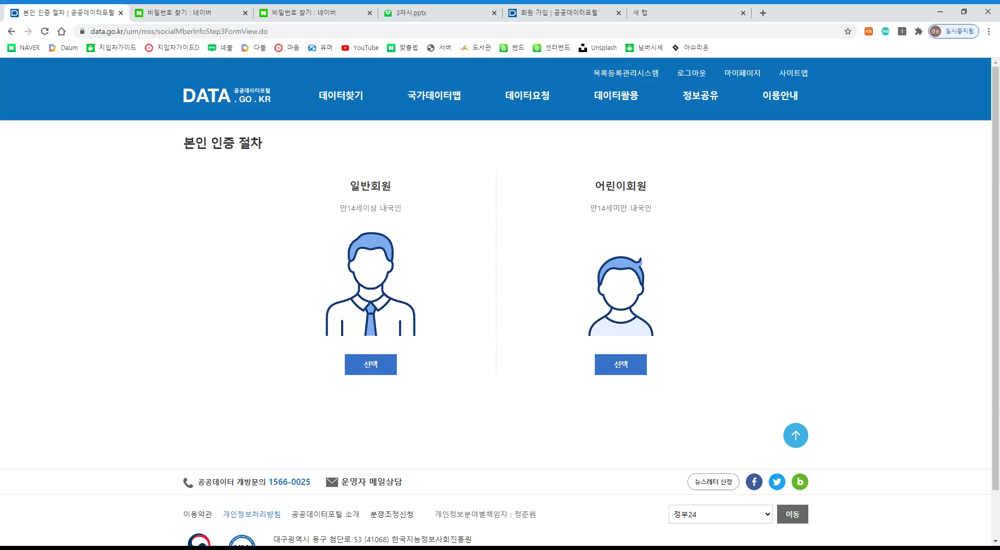 본인 인증 절차 | 공공데이터포털
비밀번호 찾기 : 네이버
비밀번호 찾기 : 네이버
3차시.pptx
회원 가입 | 공공데이터포털
새 탭
data.go.kr/uim/mss/socialMberInfoStep3FormView.do
경순 일시중지됨
NAVER Daum 지입차가이드 지입차가이드D 네블 다블 마음 유머 YouTube 맞춤법 서버 도서관 밴드 센터밴드 Unsplash 넘버시세 아슈리온
목록등록관리시스템 로그아웃 마이페이지 사이트맵
DATA 공공데이터포털 . GO . KR
데이터찾기 국가데이터맵 데이터요청 데이터활용 정보공유 이용안내
본인 인증 절차
일반회원
만14세이상 내국인
선택
어린이회원
만14세미만 내국인
선택
공공데이터 개방문의 1566-0025 운영자 메일상담 뉴스레터 신청
이용약관 개인정보처리방침 공공데이터포털 소개 분쟁조정신청 개인정보분야별책임자 : 정준원 정부24 이동
대구광역시 동구 첨단로 53 (41068) 한국지능정보사회진흥원